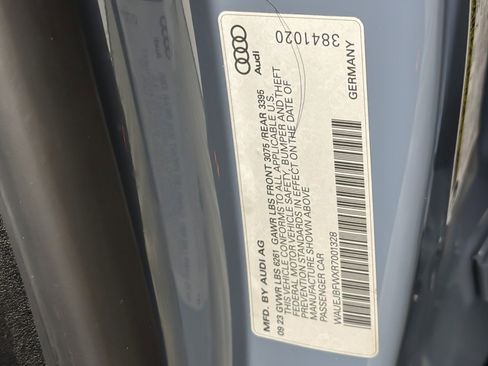 3841020
Audi
GERMANY
MFD. BY AUDI AG
09 23 GVWR LBS 6261 GAWR LBS FRONT 3075 /REAR 3395
THIS VEHICLE CONFORMS TO ALL APPLICABLE U.S.
FEDERAL MOTOR VEHICLE SAFETY, BUMPER AND THEFT
PREVENTION STANDARDS IN EFFECT ON THE DATE OF
MANUFACTURE SHOWN ABOVE
PASSENGER CAR